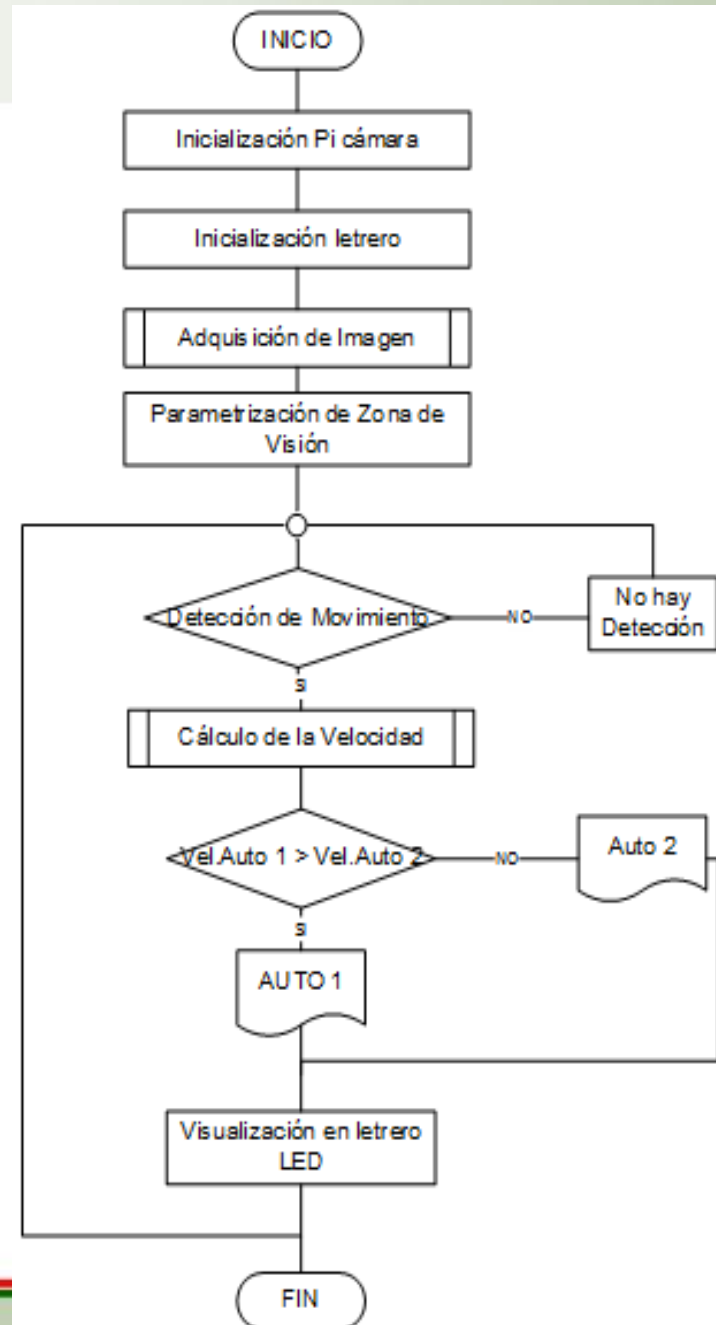 INICIO
Inicialización Pi cámara
Inicialización letrero
Adquisición de Imagen
Parametrización de Zona de
Visión
Detección de Movimiento
NO
No hay
Detección
SI
Cálculo de la Velocidad
Vel.Auto 1 > Vel.Auto 2
NO
Auto 2
SI
AUTO 1
Visualización en letrero
LED
FIN